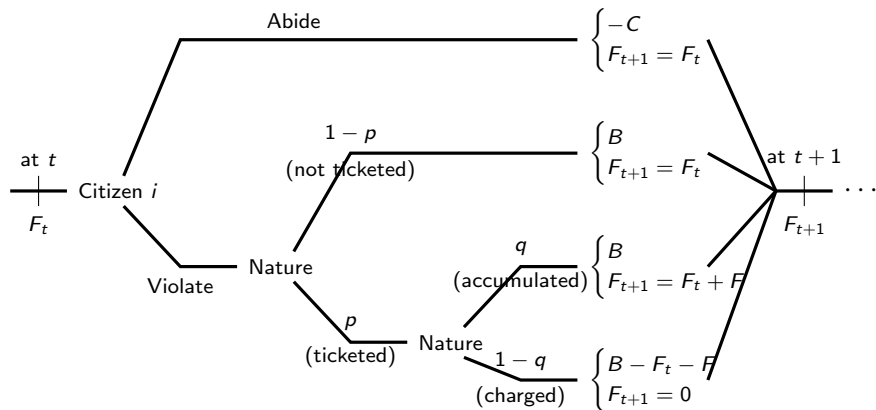 Abide
{ −C
F_{t+1} = F_t
at t
Citizen i
F_t
1 − p
(not ticketed)
{ B
F_{t+1} = F_t
at t + 1
F_{t+1}
· · ·
Violate
Nature
q
(accumulated)
{ B
F_{t+1} = F_t + F
p
(ticketed)
Nature
1 − q
(charged)
{ B − F_t − F
F_{t+1} = 0